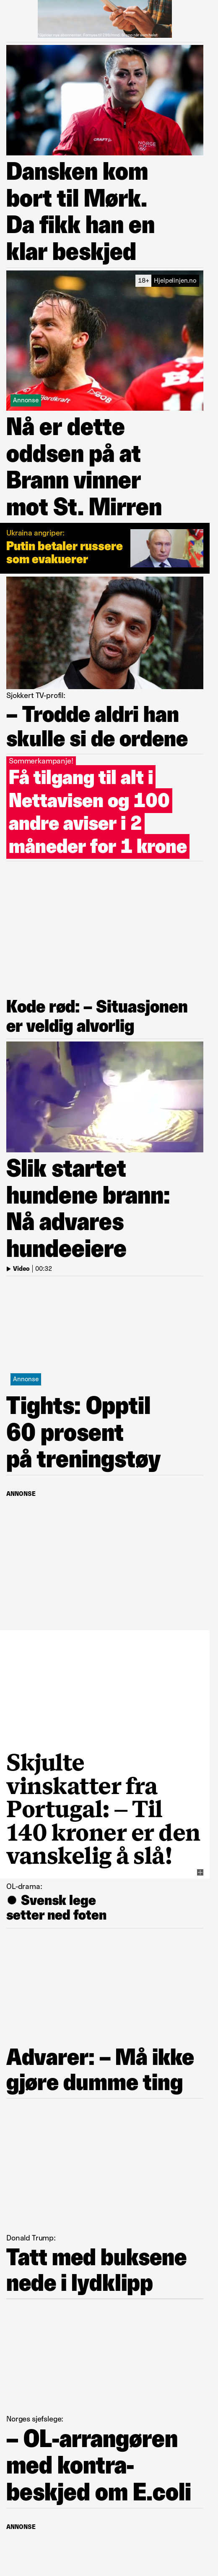 Dansken kom
bort til Mørk.
Da fikk han en
klar beskjed
18+ Hjelpelinjen.no
Annonse
Nå er dette
oddsen på at
Brann vinner
mot St. Mirren
Ukraina angriper:
Putin betaler russere
som evakuerer
Sjokkert TV-profil:
– Trodde aldri han
skulle si de ordene
Sommerkampanje!
Få tilgang til alt i
Nettavisen og 100
andre aviser i 2
måneder for 1 krone
Kode rød: – Situasjonen
er veldig alvorlig
Slik startet
hundene brann:
Nå advares
hundeeiere
Video | 00:32
Annonse
Tights: Opptil
60 prosent
på treningstøy
ANNONSE
Skjulte
vinskatter fra
Portugal: – Til
140 kroner er den
vanskelig å slå!
OL-drama:
● Svensk lege
setter ned foten
Advarer: – Må ikke
gjøre dumme ting
Donald Trump:
Tatt med buksene
nede i lydklipp
Norges sjefslege:
– OL-arrangøren
med kontra-
beskjed om E.coli
ANNONSE